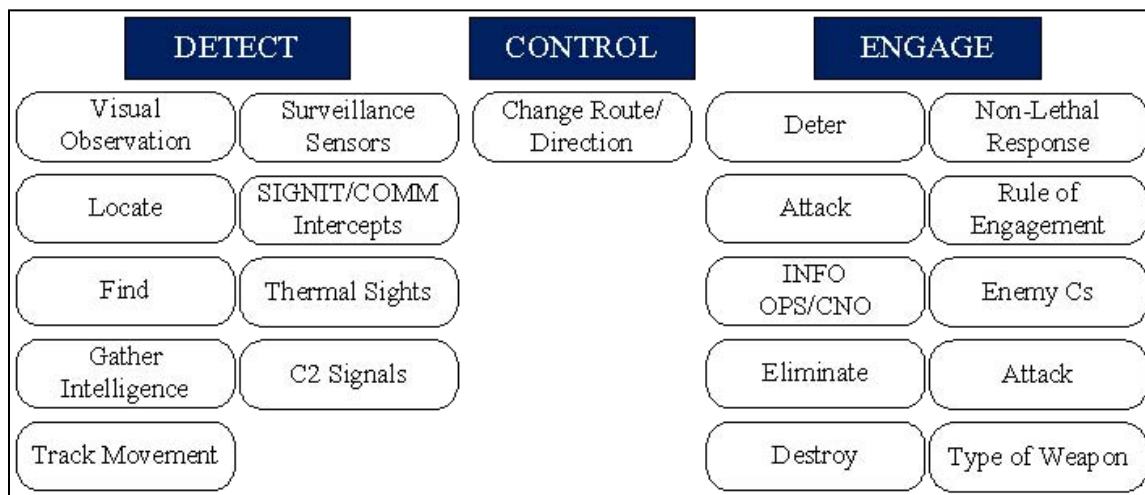 DETECT
CONTROL
ENGAGE
Visual
Observation
Surveillance
Sensors
Change Route/
Direction
Deter
Non-Lethal
Response
Locate
SIGNIT/COMM
Intercepts
Attack
Rule of
Engagement
Find
Thermal Sights
INFO
OPS/CNO
Enemy Cs
Gather
Intelligence
C2 Signals
Eliminate
Attack
Track Movement
Destroy
Type of Weapon